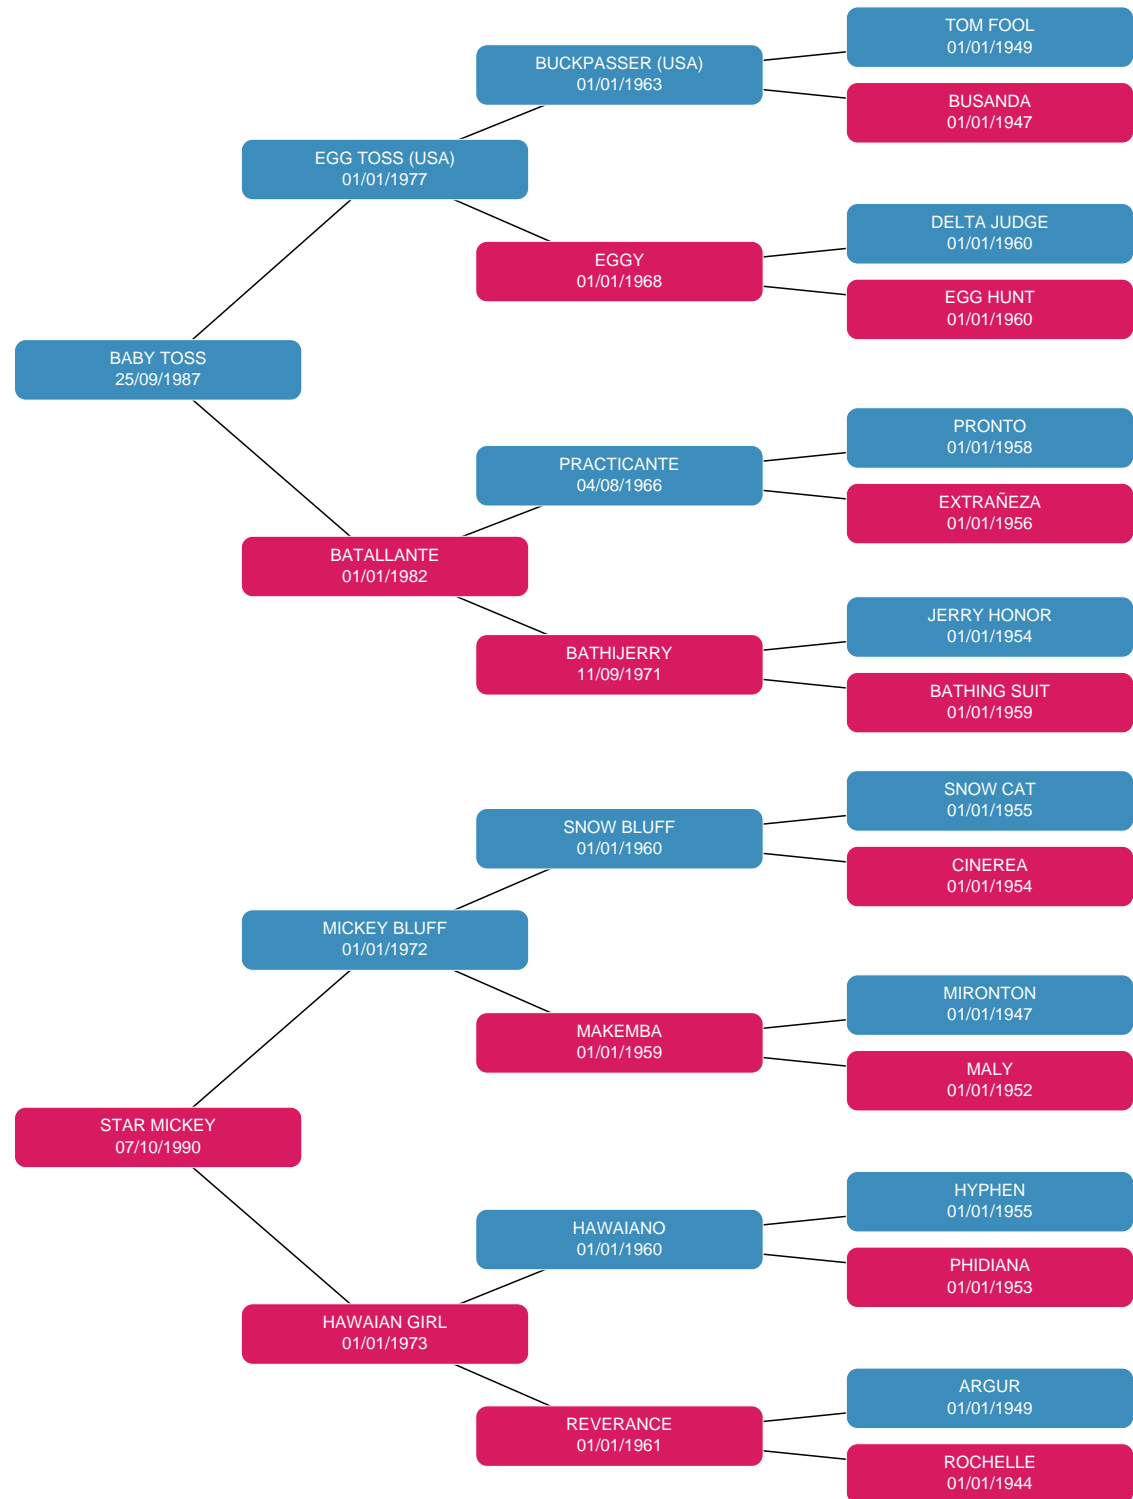 TOM FOOL
01/01/1949
BUCKPASSER (USA)
01/01/1963
BUSANDA
01/01/1947
EGG TOSS (USA)
01/01/1977
DELTA JUDGE
01/01/1960
EGGY
01/01/1968
EGG HUNT
01/01/1960
BABY TOSS
25/09/1987
PRONTO
01/01/1958
PRACTICANTE
04/08/1966
EXTRAÑEZA
01/01/1956
BATALLANTE
01/01/1982
JERRY HONOR
01/01/1954
BATHIJERRY
11/09/1971
BATHING SUIT
01/01/1959
SNOW CAT
01/01/1955
SNOW BLUFF
01/01/1960
CINEREA
01/01/1954
MICKEY BLUFF
01/01/1972
MIRONTON
01/01/1947
MAKEMBA
01/01/1959
MALY
01/01/1952
STAR MICKEY
07/10/1990
HYPHEN
01/01/1955
HAWAIANO
01/01/1960
PHIDIANA
01/01/1953
HAWAIAN GIRL
01/01/1973
ARGUR
01/01/1949
REVERANCE
01/01/1961
ROCHELLE
01/01/1944